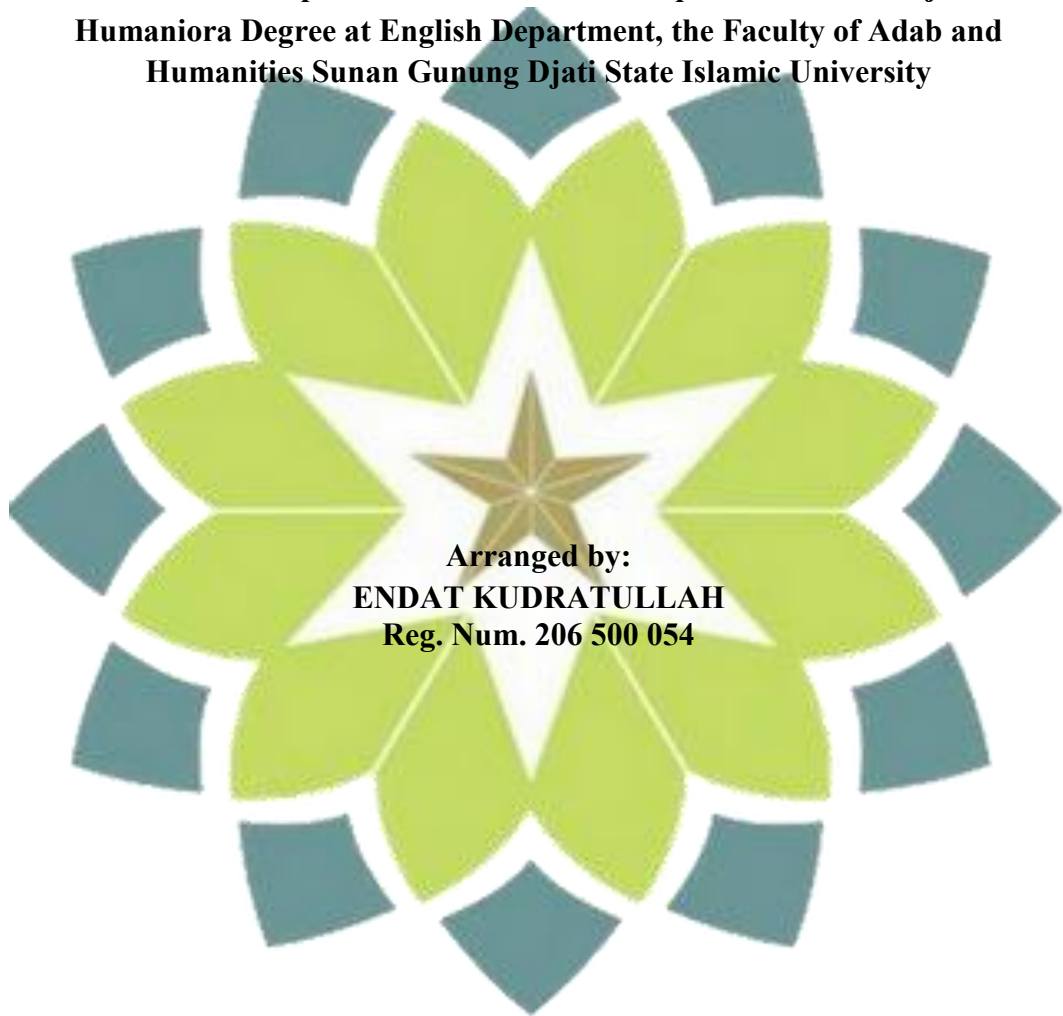 Humaniora Degree at English Department, the Faculty of Adab and
Humanities Sunan Gunung Djati State Islamic University
Arranged by:
ENDAT KUDRATULLAH
Reg. Num. 206 500 054